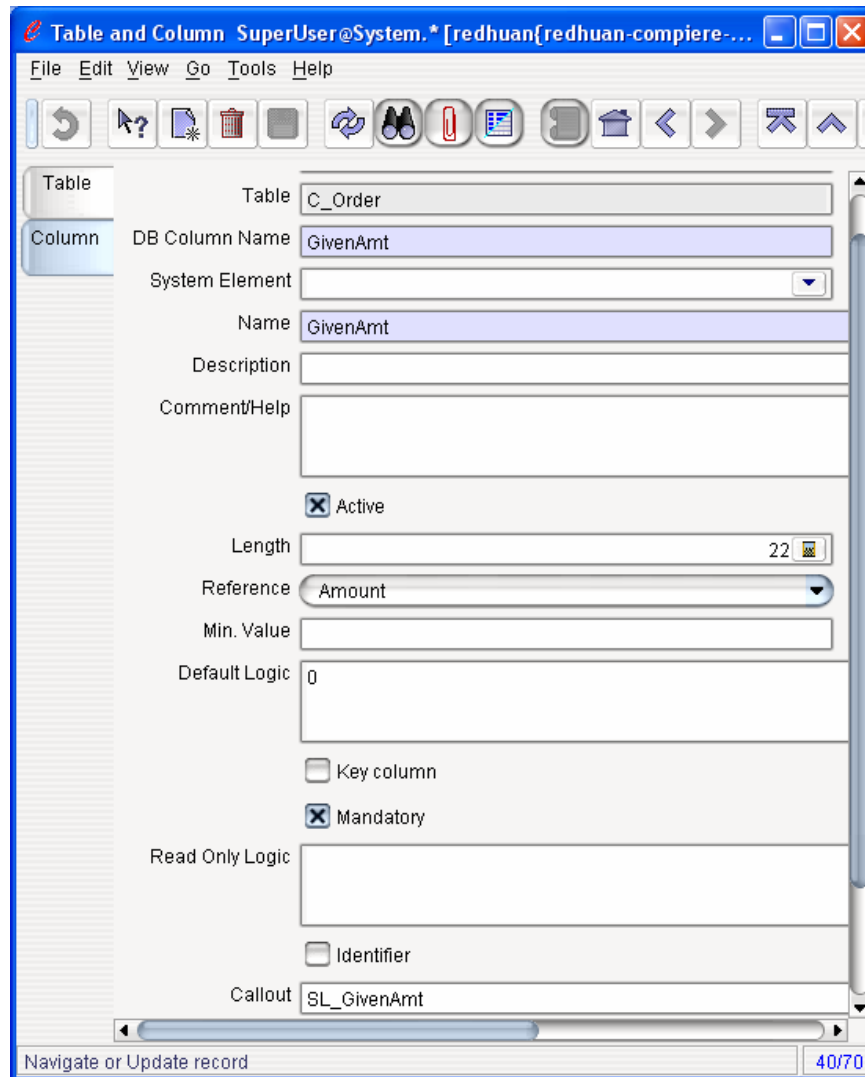 Table and Column SuperUser@System.* [redhuan{redhuan-compiere-...
File Edit View Go Tools Help
Table
Column
Table C_Order
DB Column Name GivenAmt
System Element
Name GivenAmt
Description
Comment/Help
Active
Length 22
Reference Amount
Min. Value
Default Logic 0
Key column
Mandatory
Read Only Logic
Identifier
Callout SL_GivenAmt
Navigate or Update record 40/70